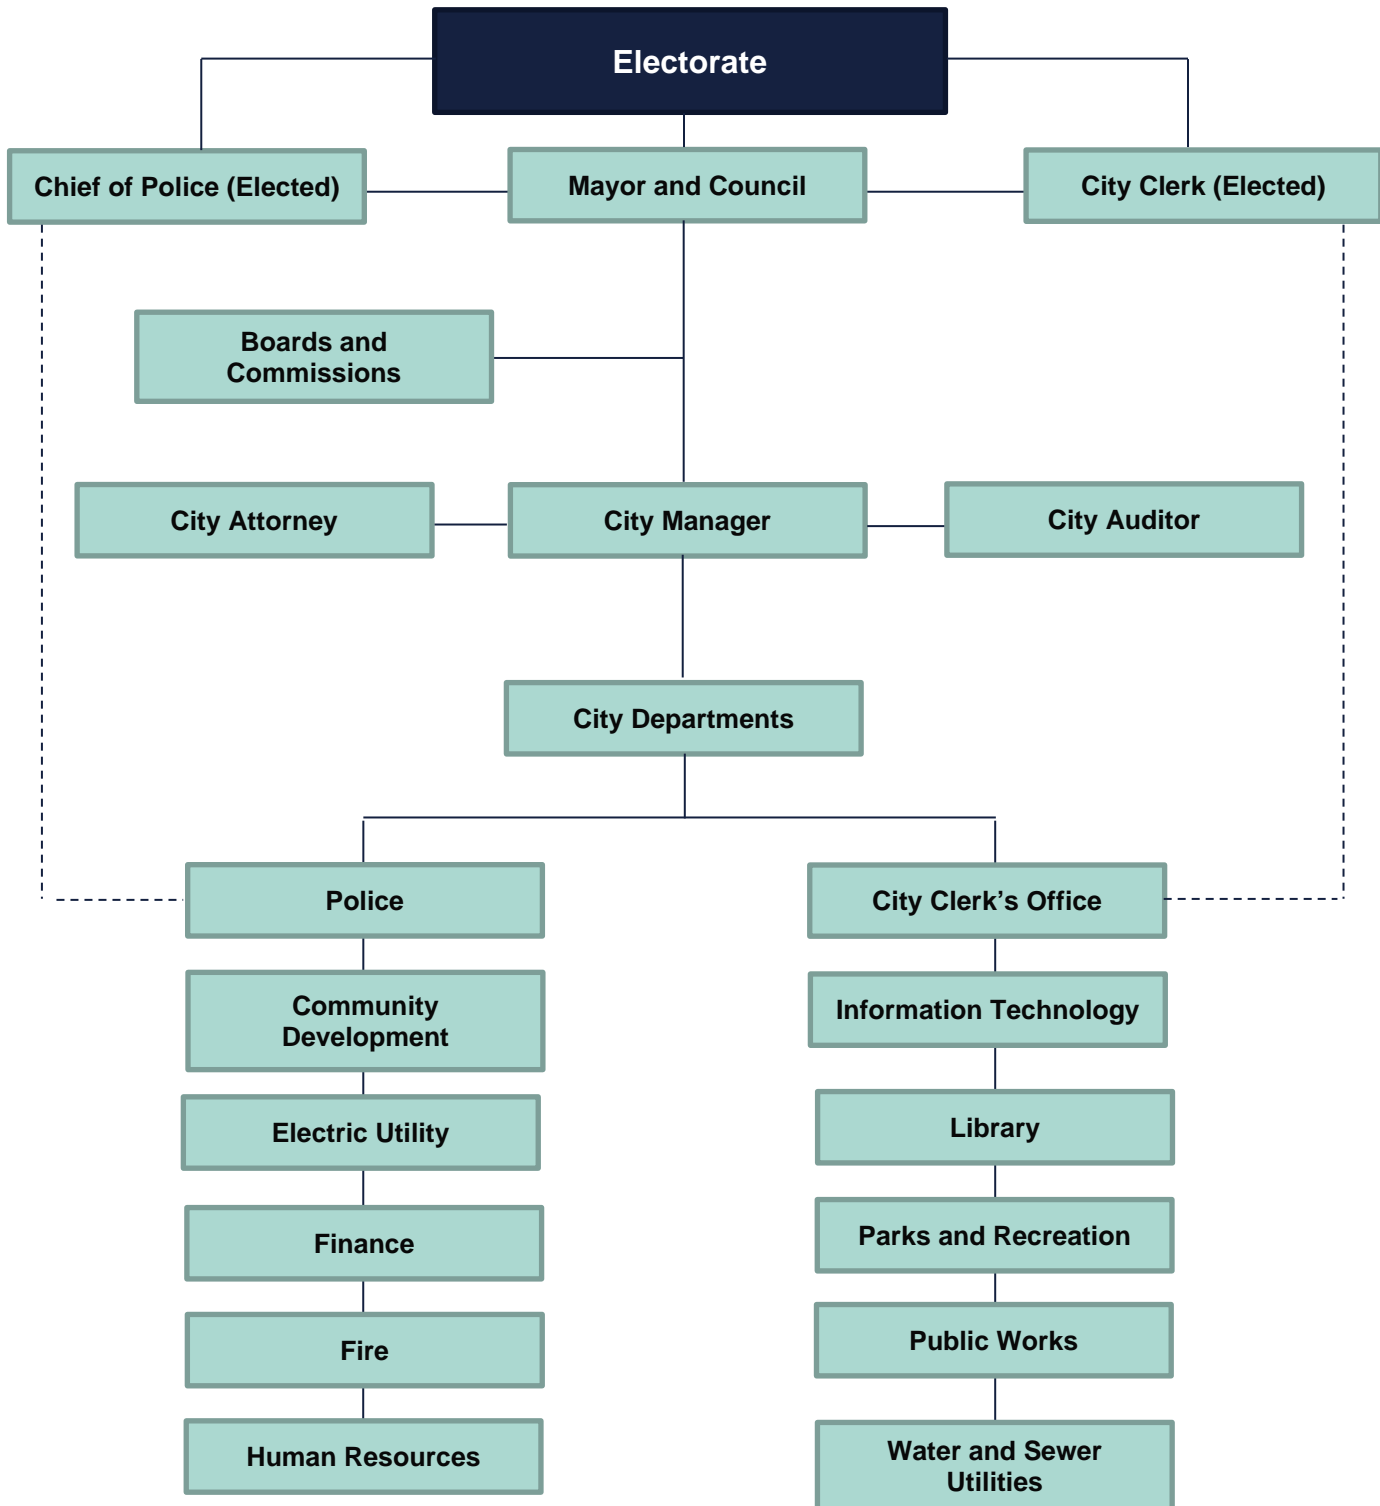 Electorate
Chief of Police (Elected)
Mayor and Council
City Clerk (Elected)
Boards and
Commissions
City Attorney
City Manager
City Auditor
City Departments
Police
City Clerk’s Office
Community
Development
Information Technology
Electric Utility
Library
Finance
Parks and Recreation
Fire
Public Works
Human Resources
Water and Sewer
Utilities